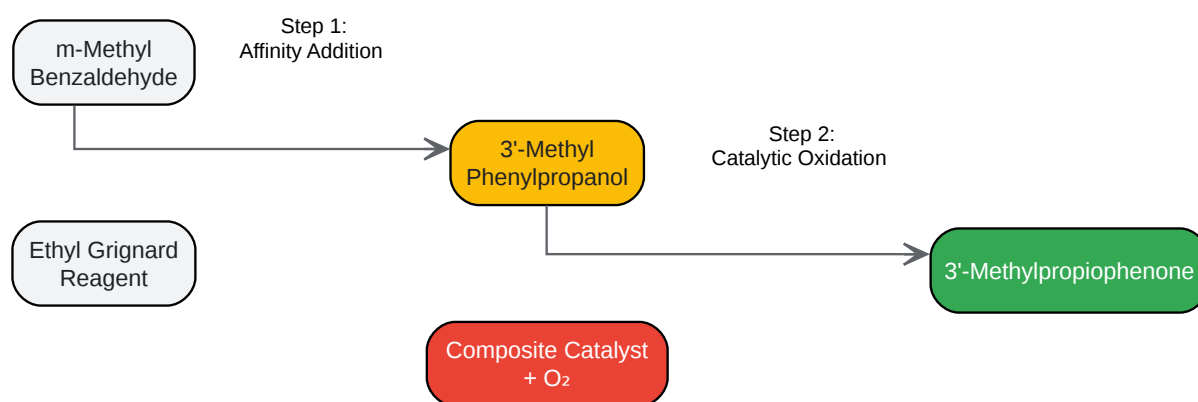 m-Methyl
Benzaldehyde
Step 1:
Affinity Addition
3'-Methyl
Phenylpropanol
Step 2:
Catalytic Oxidation
Ethyl Grignard
Reagent
3'-Methylpropiophenone
Composite Catalyst
+ O₂